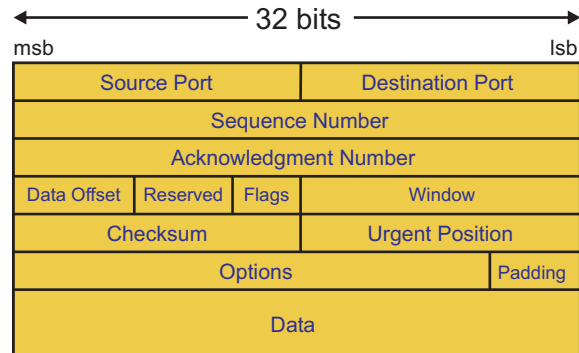 32 bits
msb lsb
Source Port Destination Port
Sequence Number
Acknowledgment Number
Data Offset Reserved Flags Window
Checksum Urgent Position
Options Padding
Data